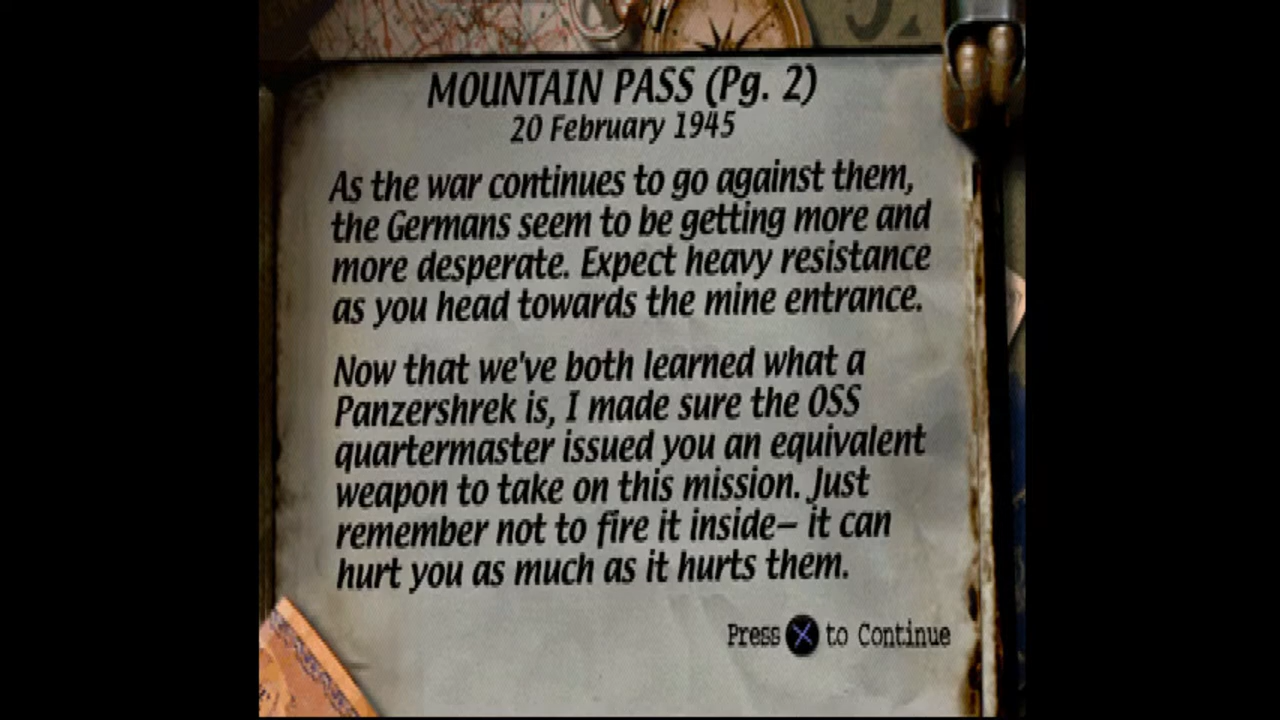 MOUNTAIN PASS (Pg. 2)
20 February 1945
As the war continues to go against them,
the Germans seem to be getting more and
more desperate. Expect heavy resistance
as you head towards the mine entrance.
Now that we've both learned what a
Panzershrek is, I made sure the OSS
quartermaster issued you an equivalent
weapon to take on this mission. Just
remember not to fire it inside– it can
hurt you as much as it hurts them.
Press X to Continue